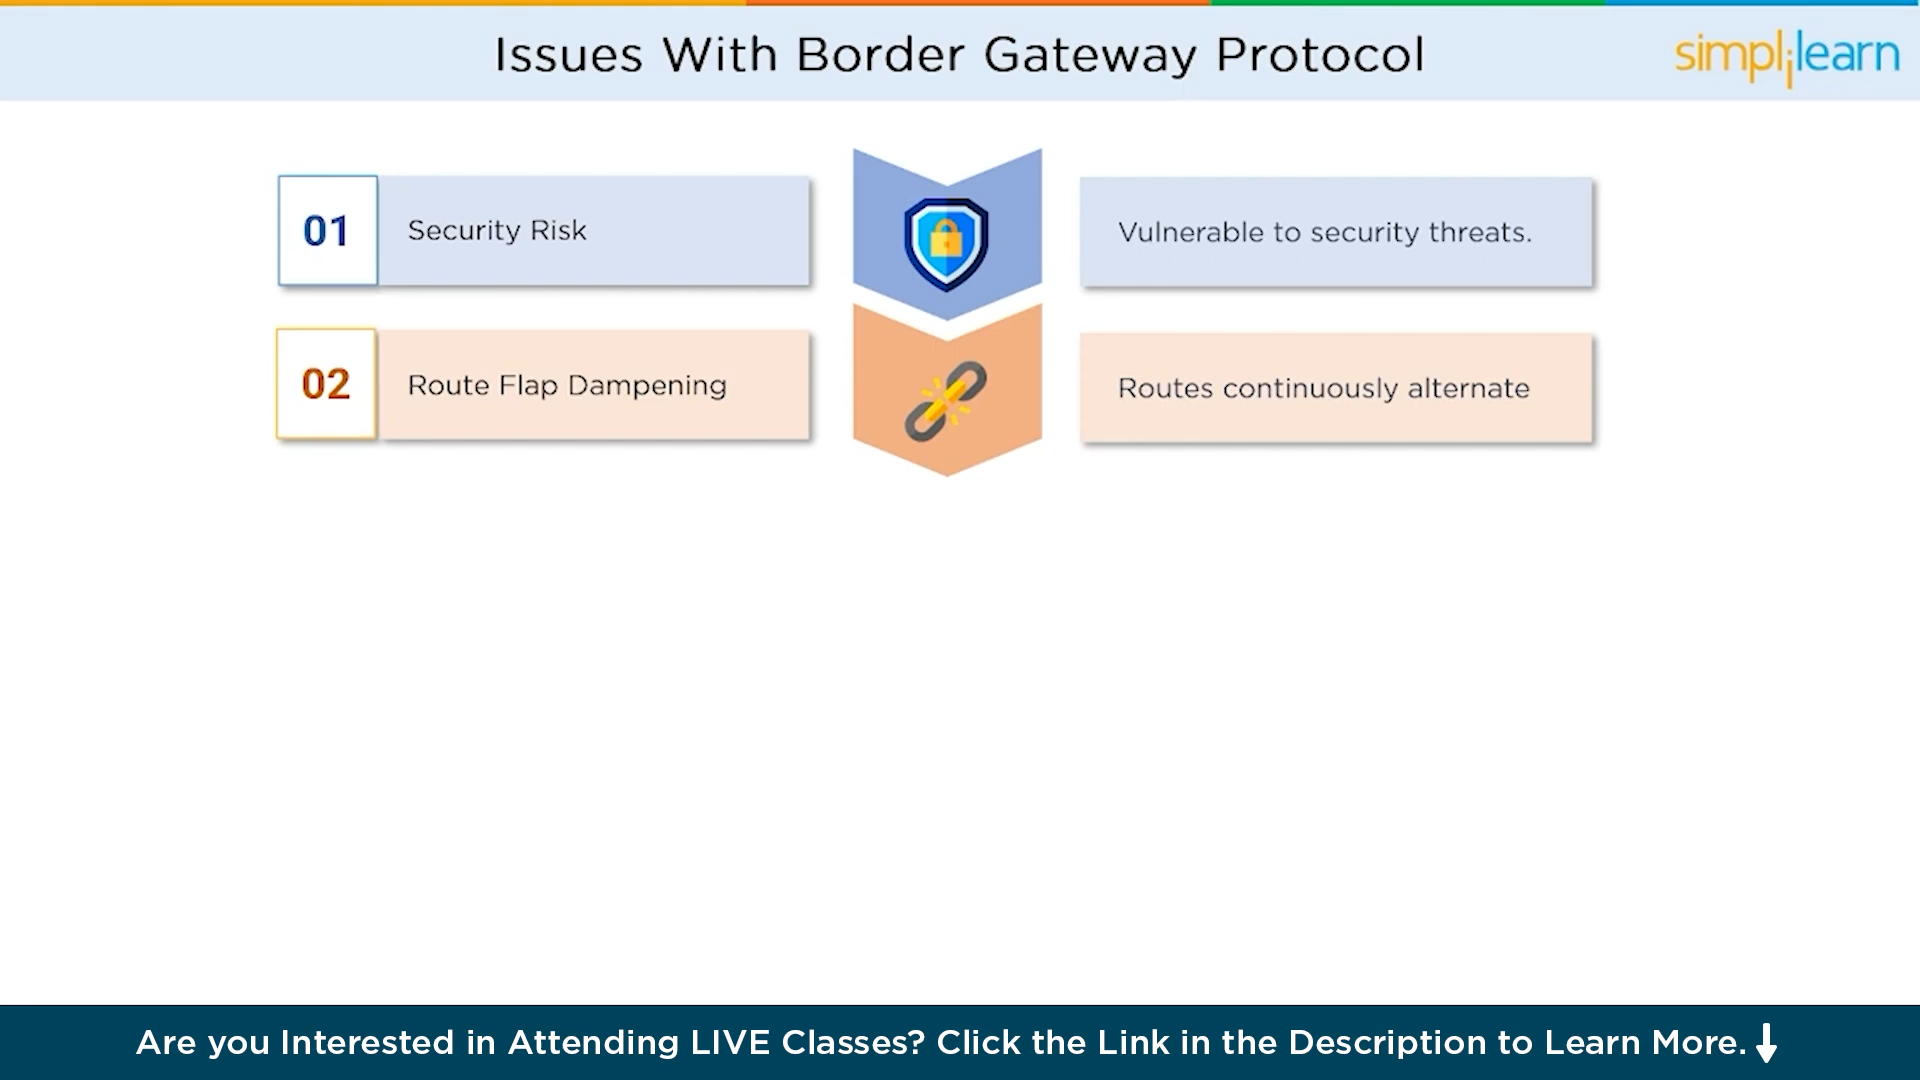 Issues With Border Gateway Protocol
simplilearn
01
Security Risk
Vulnerable to security threats.
02
Route Flap Dampening
Routes continuously alternate
Are you Interested in Attending LIVE Classes? Click the Link in the Description to Learn More.